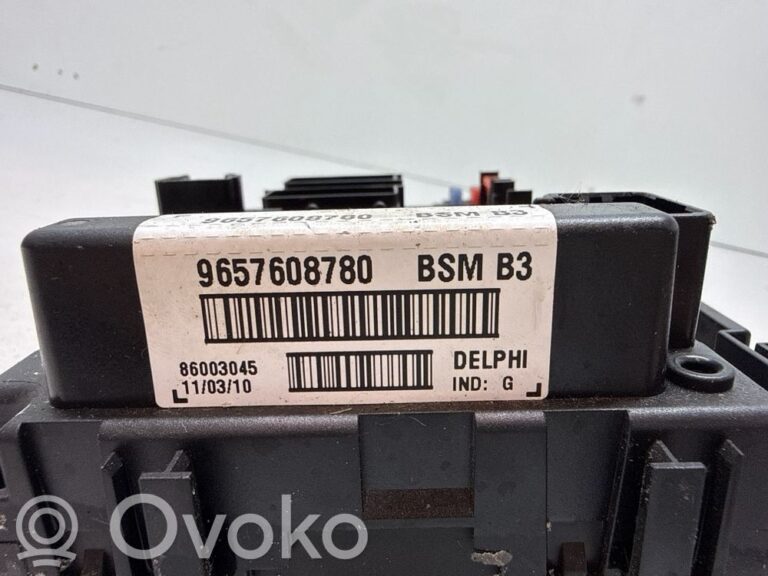 9657608780 BSM B3
9657608780 BSM B3
86003045 DELPHI
11/03/10 IND: G
Ovoko